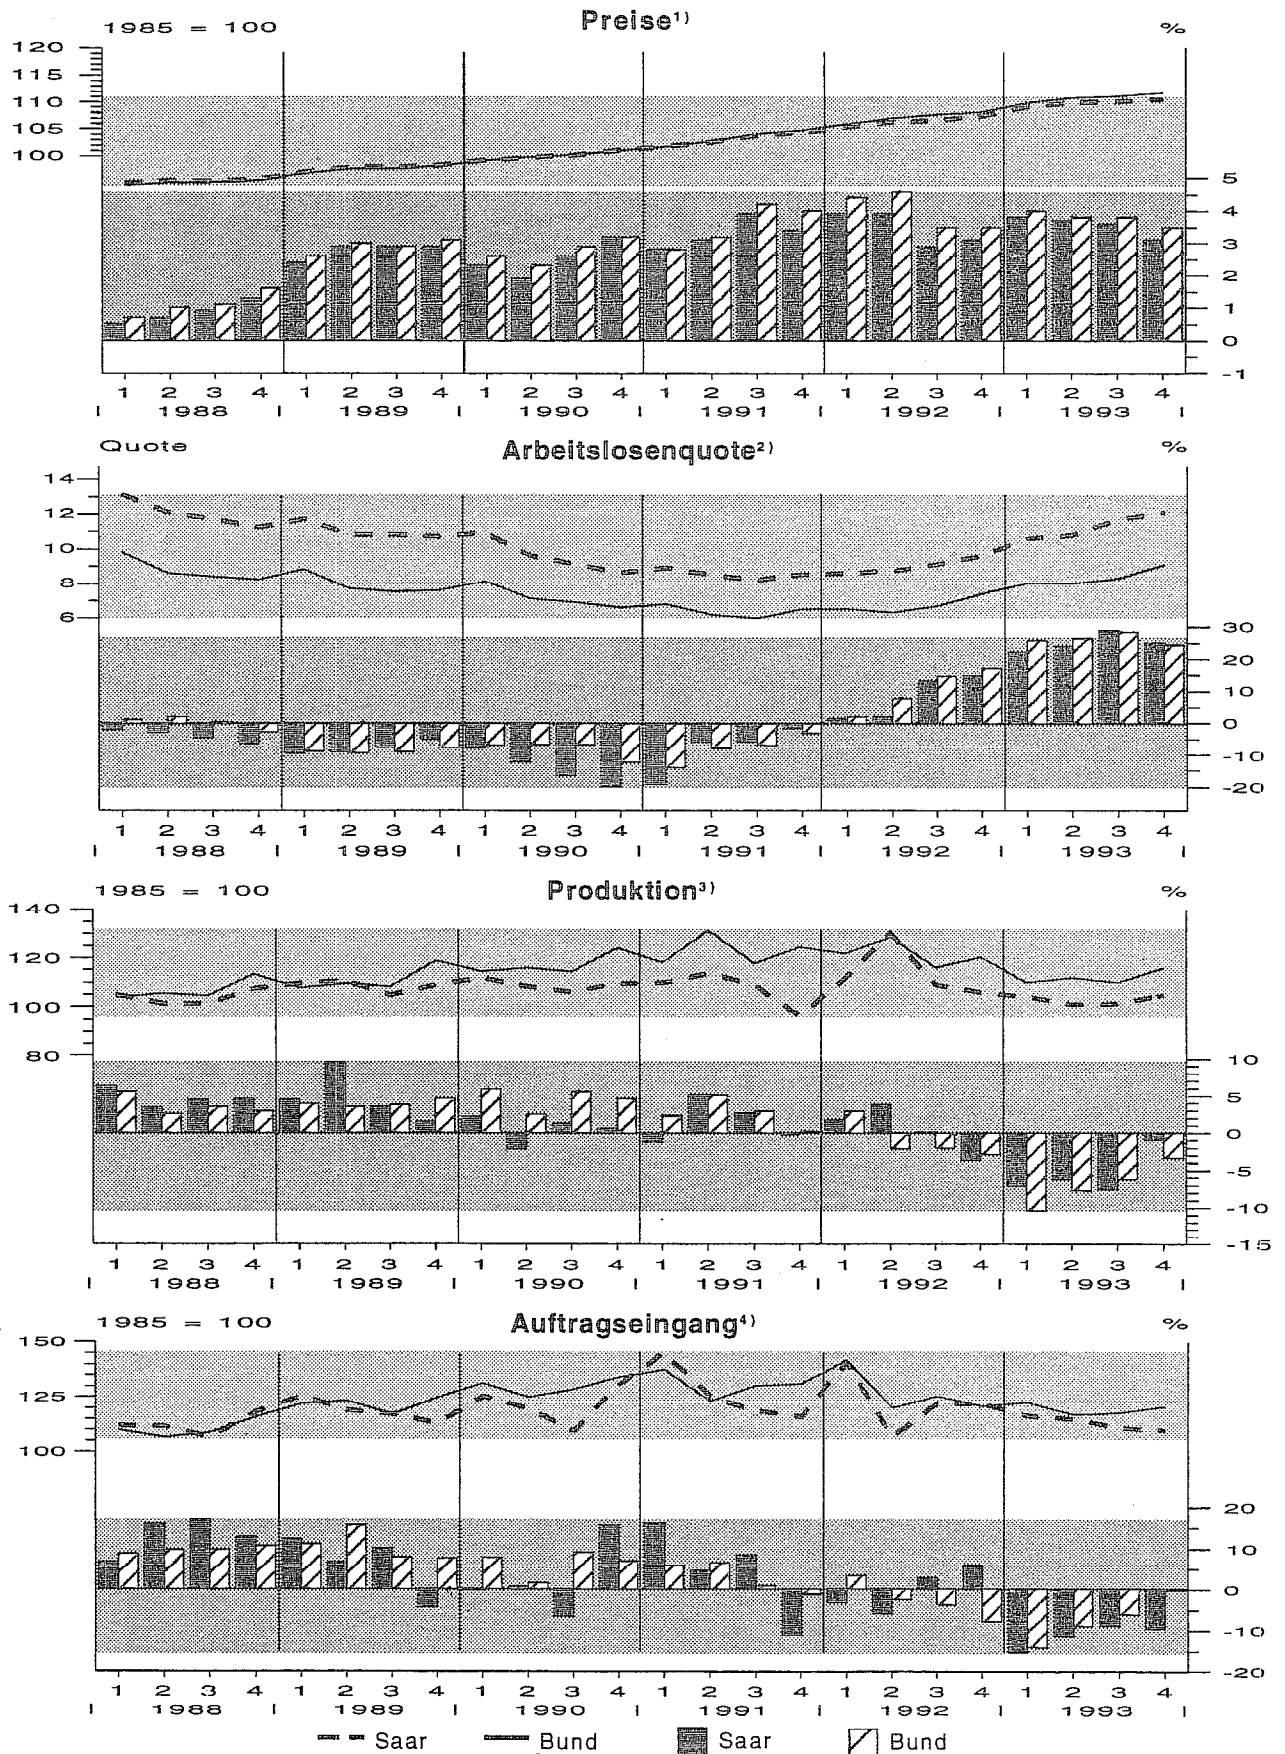 Preise¹⁾
1985 = 100 %
120
115
110
105
100
5
4
3
2
1
0
-1
1 2 3 4 1 2 3 4 1 2 3 4 1 2 3 4 1 2 3 4 1 2 3 4
I 1988 I 1989 I 1990 I 1991 I 1992 I 1993 I
Quote Arbeitslosenquote²⁾ %
14
12
10
8
6
30
20
10
0
-10
-20
1 2 3 4 1 2 3 4 1 2 3 4 1 2 3 4 1 2 3 4 1 2 3 4
I 1988 I 1989 I 1990 I 1991 I 1992 I 1993 I
1985 = 100 Produktion³⁾ %
140
120
100
80
10
5
0
-5
-10
-15
1 2 3 4 1 2 3 4 1 2 3 4 1 2 3 4 1 2 3 4 1 2 3 4
I 1988 I 1989 I 1990 I 1991 I 1992 I 1993 I
1985 = 100 Auftragseingang⁴⁾ %
150
125
100
20
10
0
-10
-20
1 2 3 4 1 2 3 4 1 2 3 4 1 2 3 4 1 2 3 4 1 2 3 4
I 1988 I 1989 I 1990 I 1991 I 1992 I 1993 I
Saar Bund Saar Bund